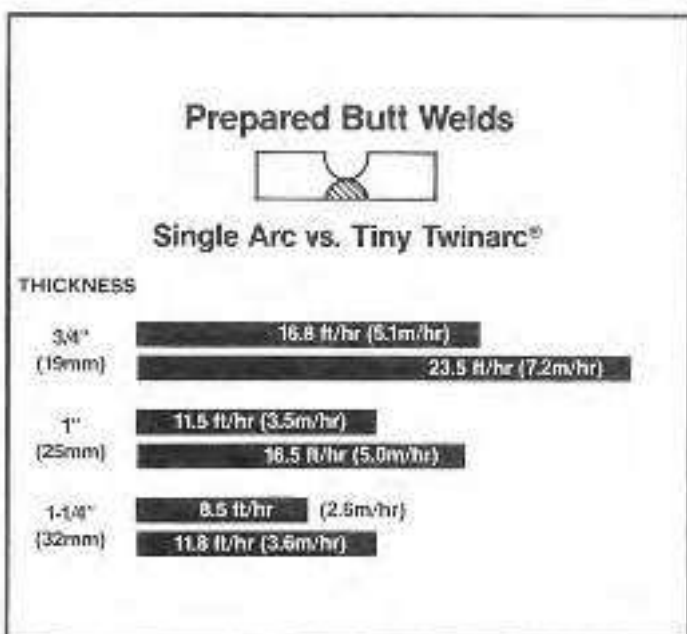 Prepared Butt Welds
Single Arc vs. Tiny Twinarc®
THICKNESS
3/4"
(19mm)
16.8 ft/hr (5.1m/hr)
23.5 ft/hr (7.2m/hr)
1"
(25mm)
11.5 ft/hr (3.5m/hr)
16.5 ft/hr (5.0m/hr)
1-1/4"
(32mm)
8.5 ft/hr (2.6m/hr)
11.8 ft/hr (3.6m/hr)